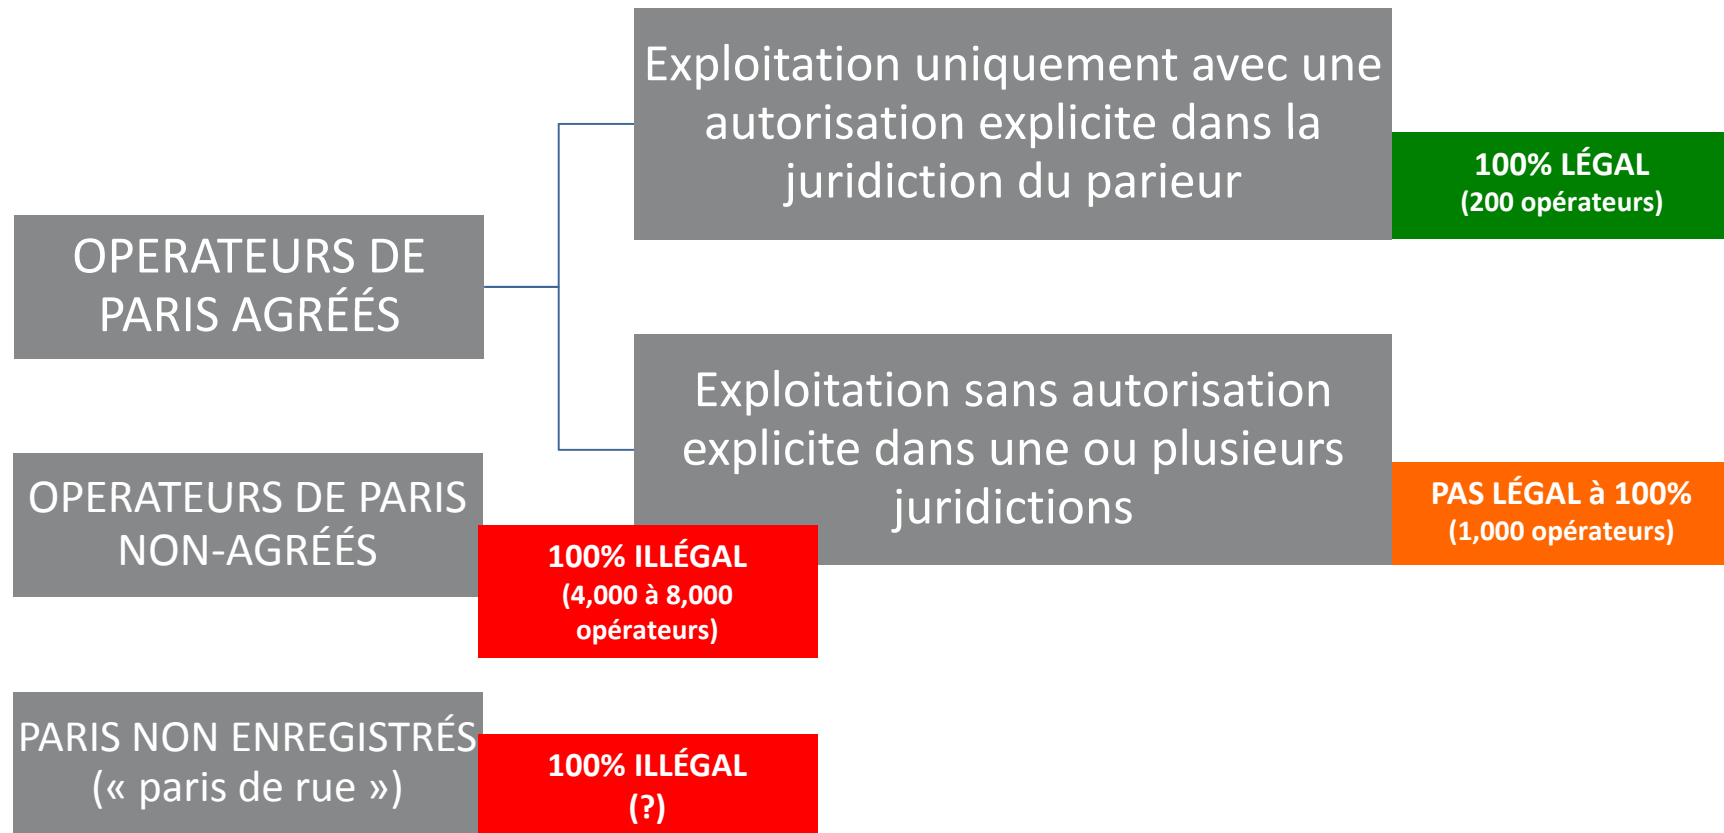 Exploitation uniquement avec une
autorisation explicite dans la
juridiction du parieur
100% LÉGAL
(200 opérateurs)
OPERATEURS DE
PARIS AGRÉÉS
Exploitation sans autorisation
explicite dans une ou plusieurs
juridictions
PAS LÉGAL à 100%
(1,000 opérateurs)
OPERATEURS DE PARIS
NON-AGRÉÉS
100% ILLÉGAL
(4,000 à 8,000
opérateurs)
PARIS NON ENREGISTRÉS
(« paris de rue »)
100% ILLÉGAL
(?)